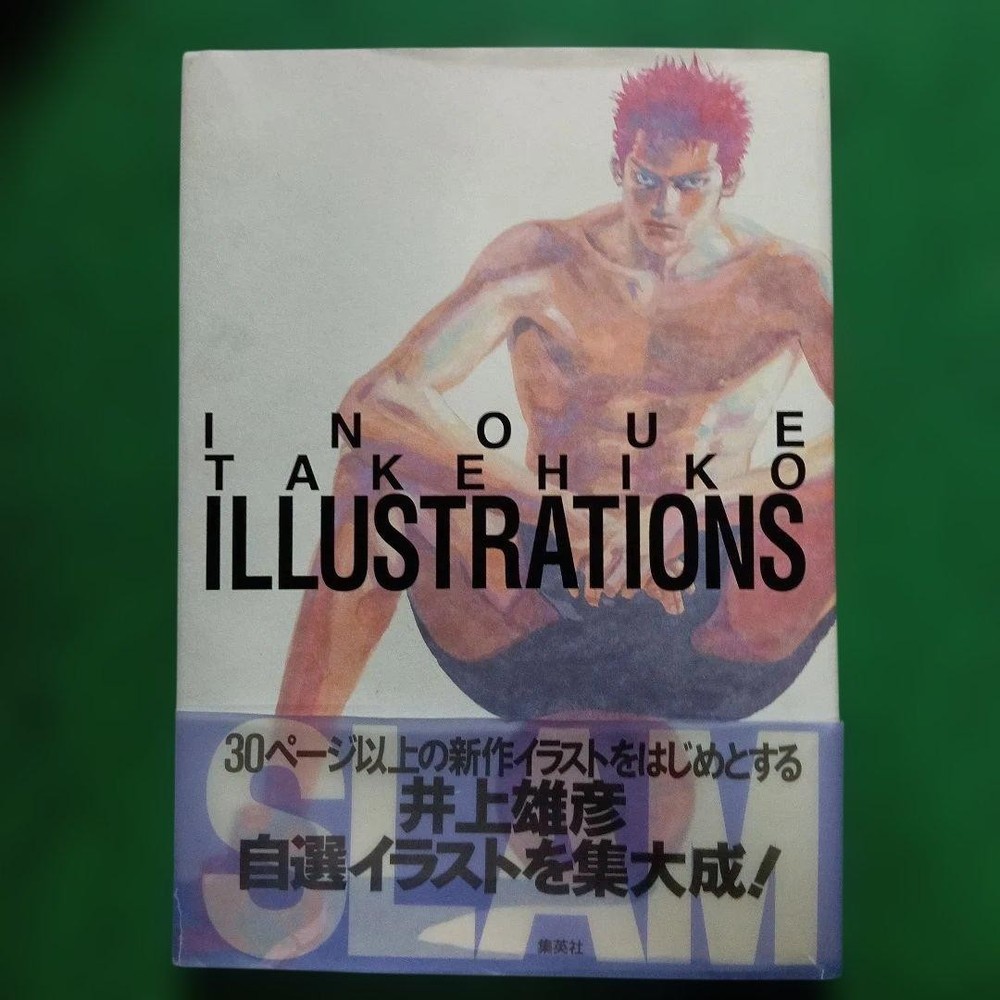 INOUE
TAKEHIKO
ILLUSTRATIONS
SLAM
30ページ以上の新作イラストをはじめとする
井上雄彦
自選イラストを集大成!
集英社